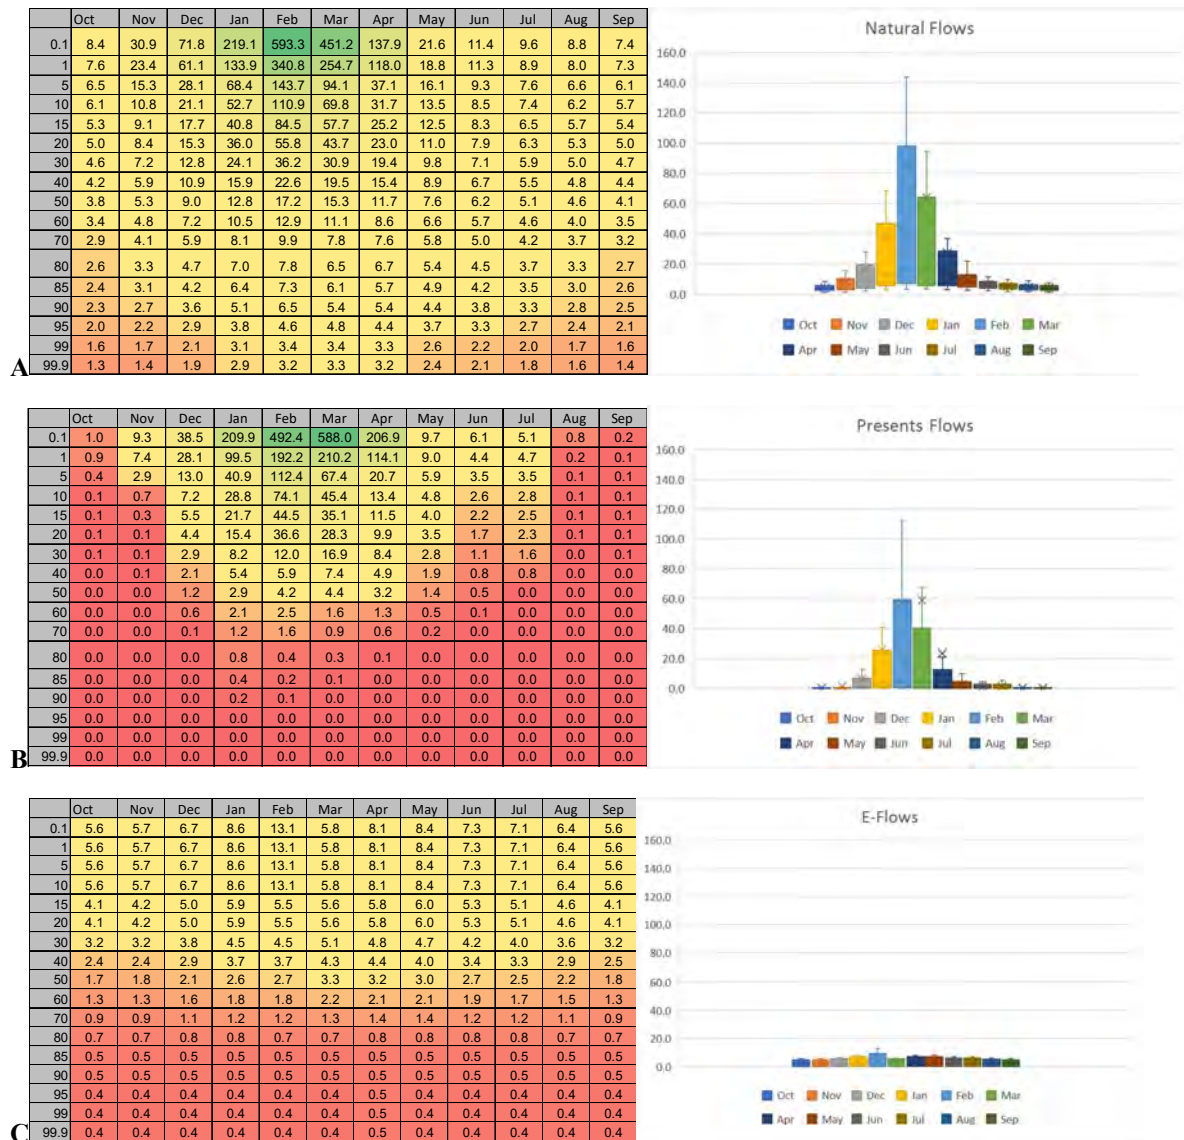 Oct Nov Dec Jan Feb Mar Apr May Jun Jul Aug Sep
0.1 8.4 30.9 71.8 219.1 593.3 451.2 137.9 21.6 11.4 9.6 8.8 7.4
1 7.6 23.4 61.1 133.9 340.8 254.7 118.0 18.8 11.3 8.9 8.0 7.3
5 6.5 15.3 28.1 68.4 143.7 94.1 37.1 16.1 9.3 7.6 6.6 6.1
10 6.1 10.8 21.1 52.7 110.9 69.8 31.7 13.5 8.5 7.4 6.2 5.7
15 5.3 9.1 17.7 40.8 84.5 57.7 25.2 12.5 8.3 6.5 5.7 5.4
20 5.0 8.4 15.3 36.0 55.8 43.7 23.0 11.0 7.9 6.3 5.3 5.0
30 4.6 7.2 12.8 24.1 36.2 30.9 19.4 9.8 7.1 5.9 5.0 4.7
40 4.2 5.9 10.9 15.9 22.6 19.5 15.4 8.9 6.7 5.5 4.8 4.4
50 3.8 5.3 9.0 12.8 17.2 15.3 11.7 7.6 6.2 5.1 4.6 4.1
60 3.4 4.8 7.2 10.5 12.9 11.1 8.6 6.6 5.7 4.6 4.0 3.5
70 2.9 4.1 5.9 8.1 9.9 7.8 7.6 5.8 5.0 4.2 3.7 3.2
80 2.6 3.3 4.7 7.0 7.8 6.5 6.7 5.4 4.5 3.7 3.3 2.7
85 2.4 3.1 4.2 6.4 7.3 6.1 5.7 4.9 4.2 3.5 3.0 2.6
90 2.3 2.7 3.6 5.1 6.5 5.4 5.4 4.4 3.8 3.3 2.8 2.5
95 2.0 2.2 2.9 3.8 4.6 4.8 4.4 3.7 3.3 2.7 2.4 2.1
99 1.6 1.7 2.1 3.1 3.4 3.4 3.3 2.6 2.2 2.0 1.7 1.6
99.9 1.3 1.4 1.9 2.9 3.2 3.3 3.2 2.4 2.1 1.8 1.6 1.4
A
Natural Flows
160.0
140.0
120.0
100.0
80.0
60.0
40.0
20.0
0.0
Oct Nov Dec Jan Feb Mar
Apr May Jun Jul Aug Sep
Oct Nov Dec Jan Feb Mar Apr May Jun Jul Aug Sep
0.1 1.0 9.3 38.5 209.9 492.4 588.0 206.9 9.7 6.1 5.1 0.8 0.2
1 0.9 7.4 28.1 99.5 192.2 210.2 114.1 9.0 4.4 4.7 0.2 0.1
5 0.4 2.9 13.0 40.9 112.4 67.4 20.7 5.9 3.5 3.5 0.1 0.1
10 0.1 0.7 7.2 28.8 74.1 45.4 13.4 4.8 2.6 2.8 0.1 0.1
15 0.1 0.3 5.5 21.7 44.5 35.1 11.5 4.0 2.2 2.5 0.1 0.1
20 0.1 0.1 4.4 15.4 36.6 28.3 9.9 3.5 1.7 2.3 0.1 0.1
30 0.1 0.1 2.9 8.2 12.0 16.9 8.4 2.8 1.1 1.6 0.0 0.1
40 0.0 0.1 2.1 5.4 5.9 7.4 4.9 1.9 0.8 0.8 0.0 0.0
50 0.0 0.0 1.2 2.9 4.2 4.4 3.2 1.4 0.5 0.0 0.0 0.0
60 0.0 0.0 0.6 2.1 2.5 1.6 1.3 0.5 0.1 0.0 0.0 0.0
70 0.0 0.0 0.1 1.2 1.6 0.9 0.6 0.2 0.0 0.0 0.0 0.0
80 0.0 0.0 0.0 0.8 0.4 0.3 0.1 0.0 0.0 0.0 0.0 0.0
85 0.0 0.0 0.0 0.4 0.2 0.1 0.0 0.0 0.0 0.0 0.0 0.0
90 0.0 0.0 0.0 0.2 0.1 0.0 0.0 0.0 0.0 0.0 0.0 0.0
95 0.0 0.0 0.0 0.0 0.0 0.0 0.0 0.0 0.0 0.0 0.0 0.0
99 0.0 0.0 0.0 0.0 0.0 0.0 0.0 0.0 0.0 0.0 0.0 0.0
99.9 0.0 0.0 0.0 0.0 0.0 0.0 0.0 0.0 0.0 0.0 0.0 0.0
B
Presents Flows
160.0
140.0
120.0
100.0
80.0
60.0
40.0
20.0
0.0
Oct Nov Dec Jan Feb Mar
Apr May Jun Jul Aug Sep
Oct Nov Dec Jan Feb Mar Apr May Jun Jul Aug Sep
0.1 5.6 5.7 6.7 8.6 13.1 5.8 8.1 8.4 7.3 7.1 6.4 5.6
1 5.6 5.7 6.7 8.6 13.1 5.8 8.1 8.4 7.3 7.1 6.4 5.6
5 5.6 5.7 6.7 8.6 13.1 5.8 8.1 8.4 7.3 7.1 6.4 5.6
10 5.6 5.7 6.7 8.6 13.1 5.8 8.1 8.4 7.3 7.1 6.4 5.6
15 4.1 4.2 5.0 5.9 5.5 5.6 5.8 6.0 5.3 5.1 4.6 4.1
20 4.1 4.2 5.0 5.9 5.5 5.6 5.8 6.0 5.3 5.1 4.6 4.1
30 3.2 3.2 3.8 4.5 4.5 5.1 4.8 4.7 4.2 4.0 3.6 3.2
40 2.4 2.4 2.9 3.7 3.7 4.3 4.4 4.0 3.4 3.3 2.9 2.5
50 1.7 1.8 2.1 2.6 2.7 3.3 3.2 3.0 2.7 2.5 2.2 1.8
60 1.3 1.3 1.6 1.8 1.8 2.2 2.1 2.1 1.9 1.7 1.5 1.3
70 0.9 0.9 1.1 1.2 1.2 1.3 1.4 1.4 1.2 1.2 1.1 0.9
80 0.7 0.7 0.8 0.8 0.7 0.7 0.8 0.8 0.8 0.8 0.7 0.7
85 0.5 0.5 0.5 0.5 0.5 0.5 0.5 0.5 0.5 0.5 0.5 0.5
90 0.5 0.5 0.5 0.5 0.5 0.5 0.5 0.5 0.5 0.5 0.5 0.5
95 0.4 0.4 0.4 0.4 0.4 0.4 0.5 0.4 0.4 0.4 0.4 0.4
99 0.4 0.4 0.4 0.4 0.4 0.4 0.5 0.4 0.4 0.4 0.4 0.4
99.9 0.4 0.4 0.4 0.4 0.4 0.4 0.5 0.4 0.4 0.4 0.4 0.4
C
E-Flows
160.0
140.0
120.0
100.0
80.0
60.0
40.0
20.0
0.0
Oct Nov Dec Jan Feb Mar
Apr May Jun Jul Aug Sep